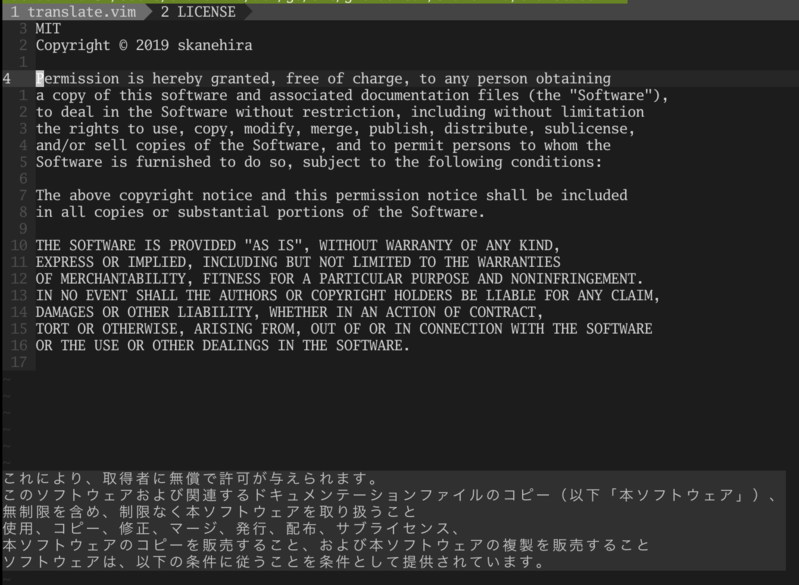 1 translate.vim 2 LICENSE
3 MIT
2 Copyright © 2019 skanehira
1
4 Permission is hereby granted, free of charge, to any person obtaining
1 a copy of this software and associated documentation files (the "Software"),
2 to deal in the Software without restriction, including without limitation
3 the rights to use, copy, modify, merge, publish, distribute, sublicense,
4 and/or sell copies of the Software, and to permit persons to whom the
5 Software is furnished to do so, subject to the following conditions:
6
7 The above copyright notice and this permission notice shall be included
8 in all copies or substantial portions of the Software.
9
10 THE SOFTWARE IS PROVIDED "AS IS", WITHOUT WARRANTY OF ANY KIND,
11 EXPRESS OR IMPLIED, INCLUDING BUT NOT LIMITED TO THE WARRANTIES
12 OF MERCHANTABILITY, FITNESS FOR A PARTICULAR PURPOSE AND NONINFRINGEMENT.
13 IN NO EVENT SHALL THE AUTHORS OR COPYRIGHT HOLDERS BE LIABLE FOR ANY CLAIM,
14 DAMAGES OR OTHER LIABILITY, WHETHER IN AN ACTION OF CONTRACT,
15 TORT OR OTHERWISE, ARISING FROM, OUT OF OR IN CONNECTION WITH THE SOFTWARE
16 OR THE USE OR OTHER DEALINGS IN THE SOFTWARE.
17
~
~
~
~
~
~
これにより、取得者に無償で許可が与えられます。
このソフトウェアおよび関連するドキュメンテーションファイルのコピー（以下「本ソフトウェア」）、
無制限を含め、制限なく本ソフトウェアを取り扱うこと
使用、コピー、修正、マージ、発行、配布、サブライセンス、
本ソフトウェアのコピーを販売すること、および本ソフトウェアの複製を販売すること
ソフトウェアは、以下の条件に従うことを条件として提供されています。